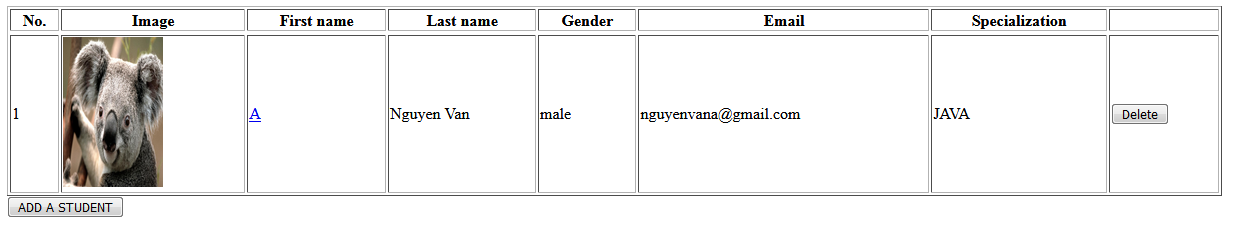 No. Image First name Last name Gender Email Specialization
1 A Nguyen Van male nguyenvana@gmail.com JAVA Delete
ADD A STUDENT